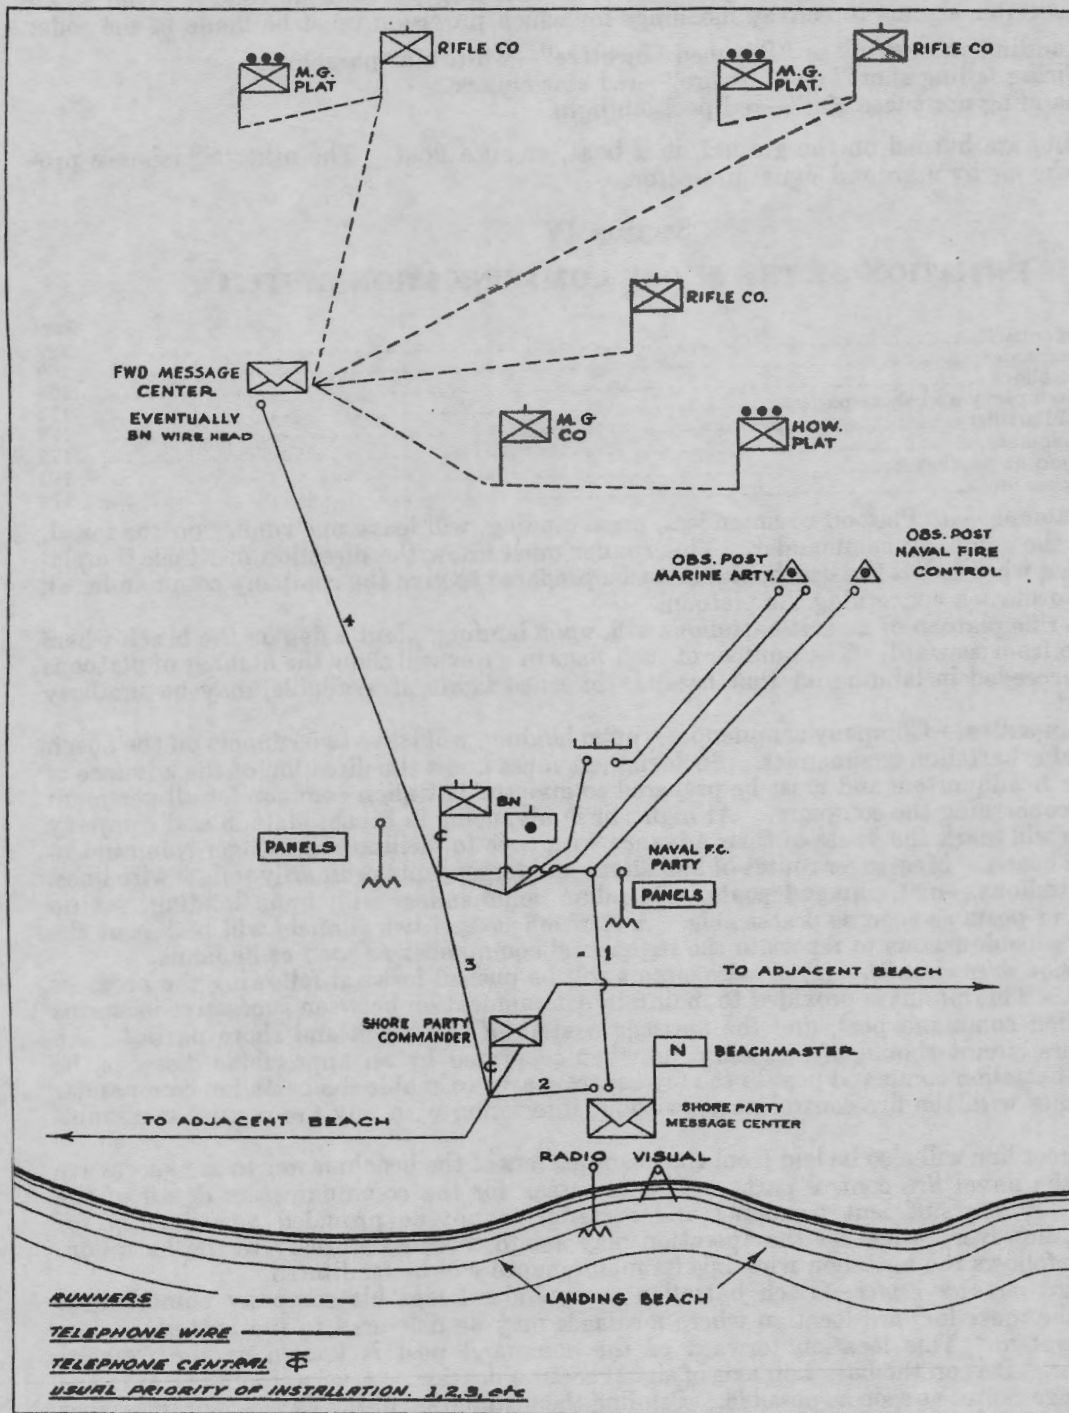 RIFLE CO
M.G.
PLAT
RIFLE CO
M.G.
PLAT.
RIFLE CO.
FWD MESSAGE
CENTER
EVENTUALLY
BN WIRE HEAD
M.G
CO
HOW.
PLAT
OBS. POST
MARINE ARTY.
OBS. POST
NAVAL FIRE
CONTROL
4
BN
C
PANELS
NAVAL F.C.
PARTY
PANELS
1
3
TO ADJACENT BEACH
SHORE PARTY
COMMANDER
C
2
N
BEACHMASTER
TO ADJACENT BEACH
SHORE PARTY
MESSAGE CENTER
RADIO VISUAL
LANDING BEACH
RUNNERS
TELEPHONE WIRE
TELEPHONE CENTRAL
USUAL PRIORITY OF INSTALLATION. 1,2,3, etc